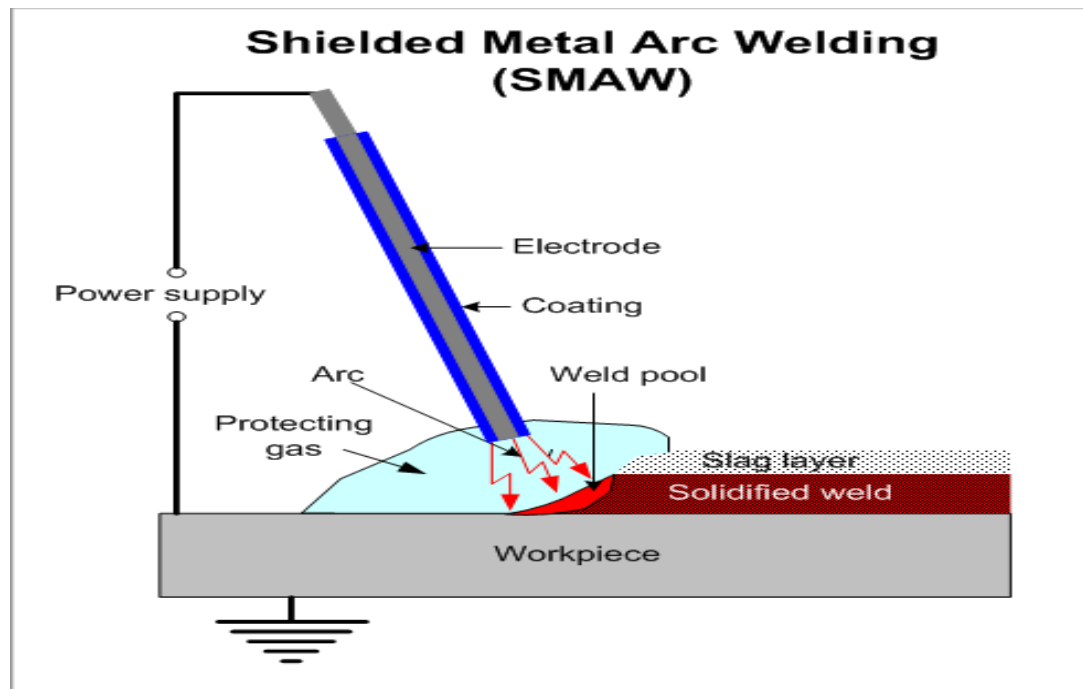 Shielded Metal Arc Welding
(SMAW)
Electrode
Power supply
Coating
Arc
Weld pool
Protecting
gas
Slag layer
Solidified weld
Workpiece